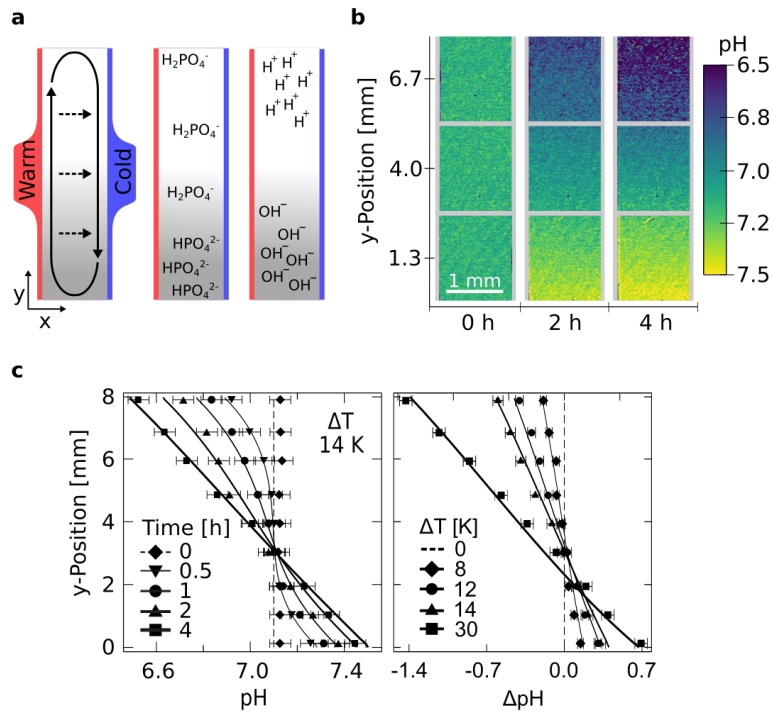 a
Warm
Cold
y
x
H₂PO₄⁻
H₂PO₄⁻
H₂PO₄⁻
HPO₄²⁻
HPO₄²⁻
HPO₄²⁻
H⁺
H⁺
H⁺ H⁺
H⁺ H⁺
OH⁻
OH⁻
OH⁻ OH⁻
OH⁻ OH⁻
b
y-Position [mm]
6.7
4.0
1.3
1 mm
0 h 2 h 4 h
pH
6.5
7.0
7.2
7.5
c
y-Position [mm]
8
6
4
2
0
ΔT
14 K
Time [h]
0
0.5
1
2
4
6.6 7.0 7.4
pH
ΔT [K]
0
8
12
14
30
-1.4 -0.7 0.0 0.7
ΔpH